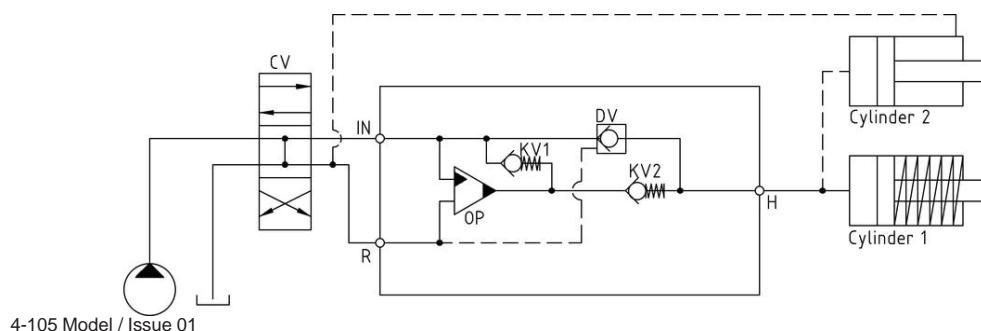 CV
Cylinder 2
IN
DV
KV1
KV2
OP
H
R
Cylinder 1
4-105 Model / Issue 01